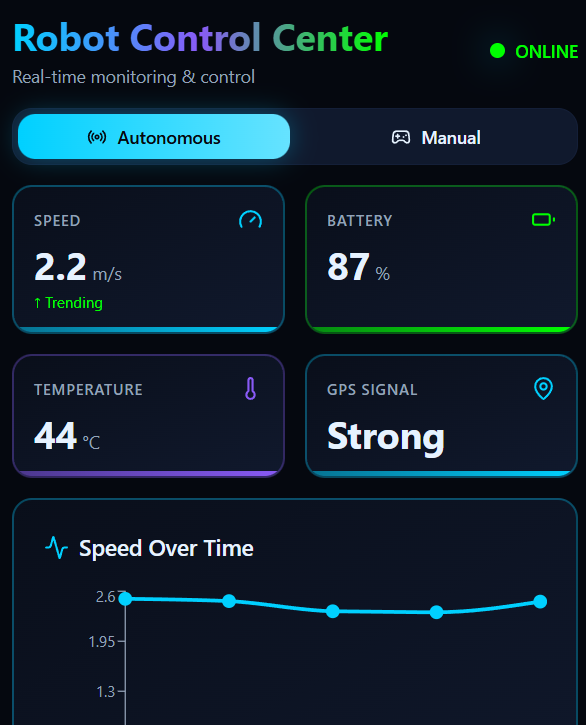 Robot Control Center
Real-time monitoring & control
ONLINE
Autonomous
Manual
SPEED
2.2 m/s
↑ Trending
BATTERY
87 %
TEMPERATURE
44 °C
GPS SIGNAL
Strong
Speed Over Time
2.6
1.95
1.3